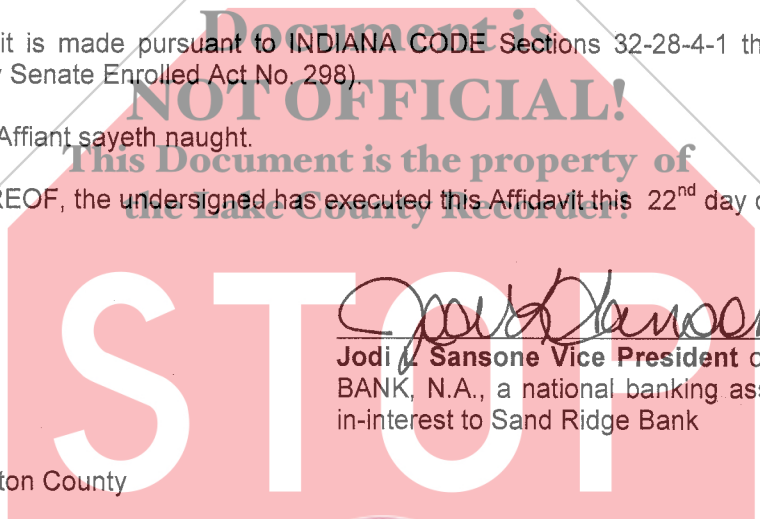 Document is
it is made pursuant to INDIANA CODE Sections 32-28-4-1 th
Senate Enrolled Act No. 298).
NOT OFFICIAL!
Affiant sayeth naught.
This Document is the property of
REOF, the undersigned has executed this Affidavit this 22nd day
the Lake County Recorder!
STOP
Jodi L Sansone Vice President
BANK, N.A., a national banking ass
in-interest to Sand Ridge Bank
ton County